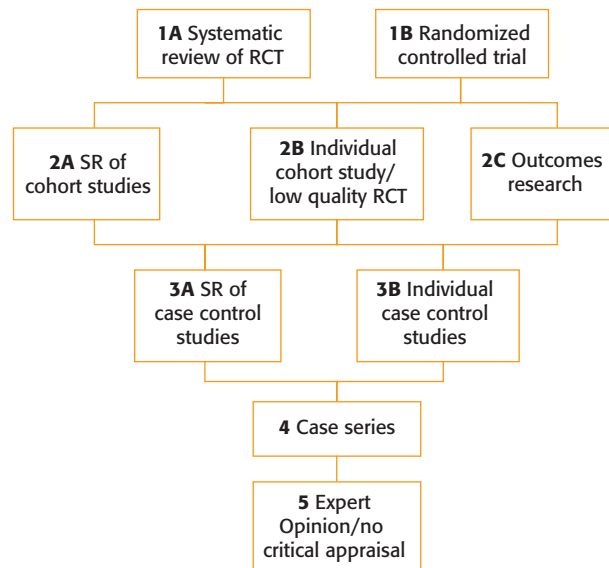 1A Systematic
review of RCT
1B Randomized
controlled trial
2A SR of
cohort studies
2B Individual
cohort study/
low quality RCT
2C Outcomes
research
3A SR of
case control
studies
3B Individual
case control
studies
4 Case series
5 Expert
Opinion/no
critical appraisal